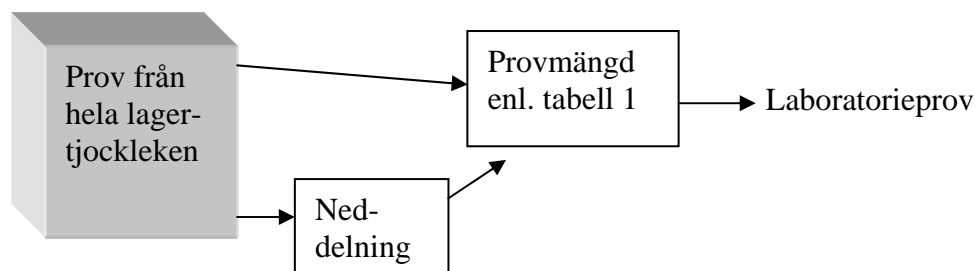 Prov från
hela lager-
tjockleken
Provmängd
enl. tabell 1
Laboratorieprov
Ned-
delning